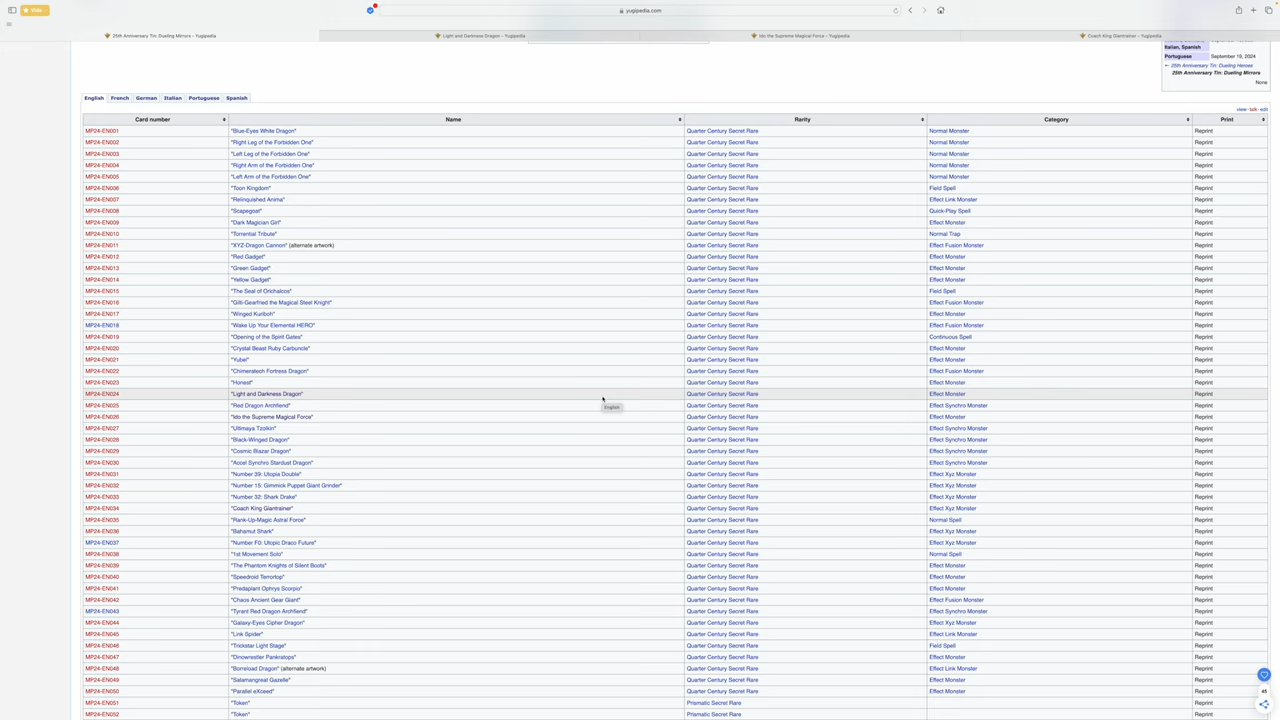 Vids
yugipedia.com
25th Anniversary Tin: Dueling Mirrors - Yugipedia
Light and Darkness Dragon - Yugipedia
Ido the Supreme Magical Force - Yugipedia
Coach King Giantrainer - Yugipedia
Italian, Spanish
Portuguese September 19, 2024
← 25th Anniversary Tin: Dueling Heroes
25th Anniversary Tin: Dueling Mirrors
None
English French German Italian Portuguese Spanish
view · talk · edit
Card number Name Rarity Category Print
MP24-EN001 "Blue-Eyes White Dragon" Quarter Century Secret Rare Normal Monster Reprint
MP24-EN002 "Right Leg of the Forbidden One" Quarter Century Secret Rare Normal Monster Reprint
MP24-EN003 "Left Leg of the Forbidden One" Quarter Century Secret Rare Normal Monster Reprint
MP24-EN004 "Right Arm of the Forbidden One" Quarter Century Secret Rare Normal Monster Reprint
MP24-EN005 "Left Arm of the Forbidden One" Quarter Century Secret Rare Normal Monster Reprint
MP24-EN006 "Toon Kingdom" Quarter Century Secret Rare Field Spell Reprint
MP24-EN007 "Relinquished Anima" Quarter Century Secret Rare Effect Link Monster Reprint
MP24-EN008 "Scapegoat" Quarter Century Secret Rare Quick-Play Spell Reprint
MP24-EN009 "Dark Magician Girl" Quarter Century Secret Rare Effect Monster Reprint
MP24-EN010 "Torrential Tribute" Quarter Century Secret Rare Normal Trap Reprint
MP24-EN011 "XYZ-Dragon Cannon" (alternate artwork) Quarter Century Secret Rare Effect Fusion Monster Reprint
MP24-EN012 "Red Gadget" Quarter Century Secret Rare Effect Monster Reprint
MP24-EN013 "Green Gadget" Quarter Century Secret Rare Effect Monster Reprint
MP24-EN014 "Yellow Gadget" Quarter Century Secret Rare Effect Monster Reprint
MP24-EN015 "The Seal of Orichalcos" Quarter Century Secret Rare Field Spell Reprint
MP24-EN016 "Gilti-Gearfried the Magical Steel Knight" Quarter Century Secret Rare Effect Fusion Monster Reprint
MP24-EN017 "Winged Kuriboh" Quarter Century Secret Rare Effect Monster Reprint
MP24-EN018 "Wake Up Your Elemental HERO" Quarter Century Secret Rare Effect Fusion Monster Reprint
MP24-EN019 "Opening of the Spirit Gates" Quarter Century Secret Rare Continuous Spell Reprint
MP24-EN020 "Crystal Beast Ruby Carbuncle" Quarter Century Secret Rare Effect Monster Reprint
MP24-EN021 "Yubel" Quarter Century Secret Rare Effect Monster Reprint
MP24-EN022 "Chimeratech Fortress Dragon" Quarter Century Secret Rare Effect Fusion Monster Reprint
MP24-EN023 "Honest" Quarter Century Secret Rare Effect Monster Reprint
MP24-EN024 "Light and Darkness Dragon" Quarter Century Secret Rare Effect Monster Reprint
MP24-EN025 "Red Dragon Archfiend" Quarter Century Secret Rare Effect Synchro Monster Reprint
English
MP24-EN026 "Ido the Supreme Magical Force" Quarter Century Secret Rare Effect Monster Reprint
MP24-EN027 "Ultimaya Tzolkin" Quarter Century Secret Rare Effect Synchro Monster Reprint
MP24-EN028 "Black-Winged Dragon" Quarter Century Secret Rare Effect Synchro Monster Reprint
MP24-EN029 "Cosmic Blazar Dragon" Quarter Century Secret Rare Effect Synchro Monster Reprint
MP24-EN030 "Accel Synchro Stardust Dragon" Quarter Century Secret Rare Effect Synchro Monster Reprint
MP24-EN031 "Number 39: Utopia Double" Quarter Century Secret Rare Effect Xyz Monster Reprint
MP24-EN032 "Number 15: Gimmick Puppet Giant Grinder" Quarter Century Secret Rare Effect Xyz Monster Reprint
MP24-EN033 "Number 32: Shark Drake" Quarter Century Secret Rare Effect Xyz Monster Reprint
MP24-EN034 "Coach King Giantrainer" Quarter Century Secret Rare Effect Xyz Monster Reprint
MP24-EN035 "Rank-Up-Magic Astral Force" Quarter Century Secret Rare Normal Spell Reprint
MP24-EN036 "Bahamut Shark" Quarter Century Secret Rare Effect Xyz Monster Reprint
MP24-EN037 "Number F0: Utopic Draco Future" Quarter Century Secret Rare Effect Xyz Monster Reprint
MP24-EN038 "1st Movement Solo" Quarter Century Secret Rare Normal Spell Reprint
MP24-EN039 "The Phantom Knights of Silent Boots" Quarter Century Secret Rare Effect Monster Reprint
MP24-EN040 "Speedroid Terrortop" Quarter Century Secret Rare Effect Monster Reprint
MP24-EN041 "Predaplant Ophrys Scorpio" Quarter Century Secret Rare Effect Monster Reprint
MP24-EN042 "Chaos Ancient Gear Giant" Quarter Century Secret Rare Effect Fusion Monster Reprint
MP24-EN043 "Tyrant Red Dragon Archfiend" Quarter Century Secret Rare Effect Synchro Monster Reprint
MP24-EN044 "Galaxy-Eyes Cipher Dragon" Quarter Century Secret Rare Effect Xyz Monster Reprint
MP24-EN045 "Link Spider" Quarter Century Secret Rare Effect Link Monster Reprint
MP24-EN046 "Trickstar Light Stage" Quarter Century Secret Rare Field Spell Reprint
MP24-EN047 "Dinowrestler Pankratops" Quarter Century Secret Rare Effect Monster Reprint
MP24-EN048 "Borreload Dragon" (alternate artwork) Quarter Century Secret Rare Effect Link Monster Reprint
MP24-EN049 "Salamangreat Gazelle" Quarter Century Secret Rare Effect Monster Reprint
MP24-EN050 "Parallel eXceed" Quarter Century Secret Rare Effect Monster Reprint
45
MP24-EN051 "Token" Prismatic Secret Rare Reprint
MP24-EN052 "Token" Prismatic Secret Rare Reprint